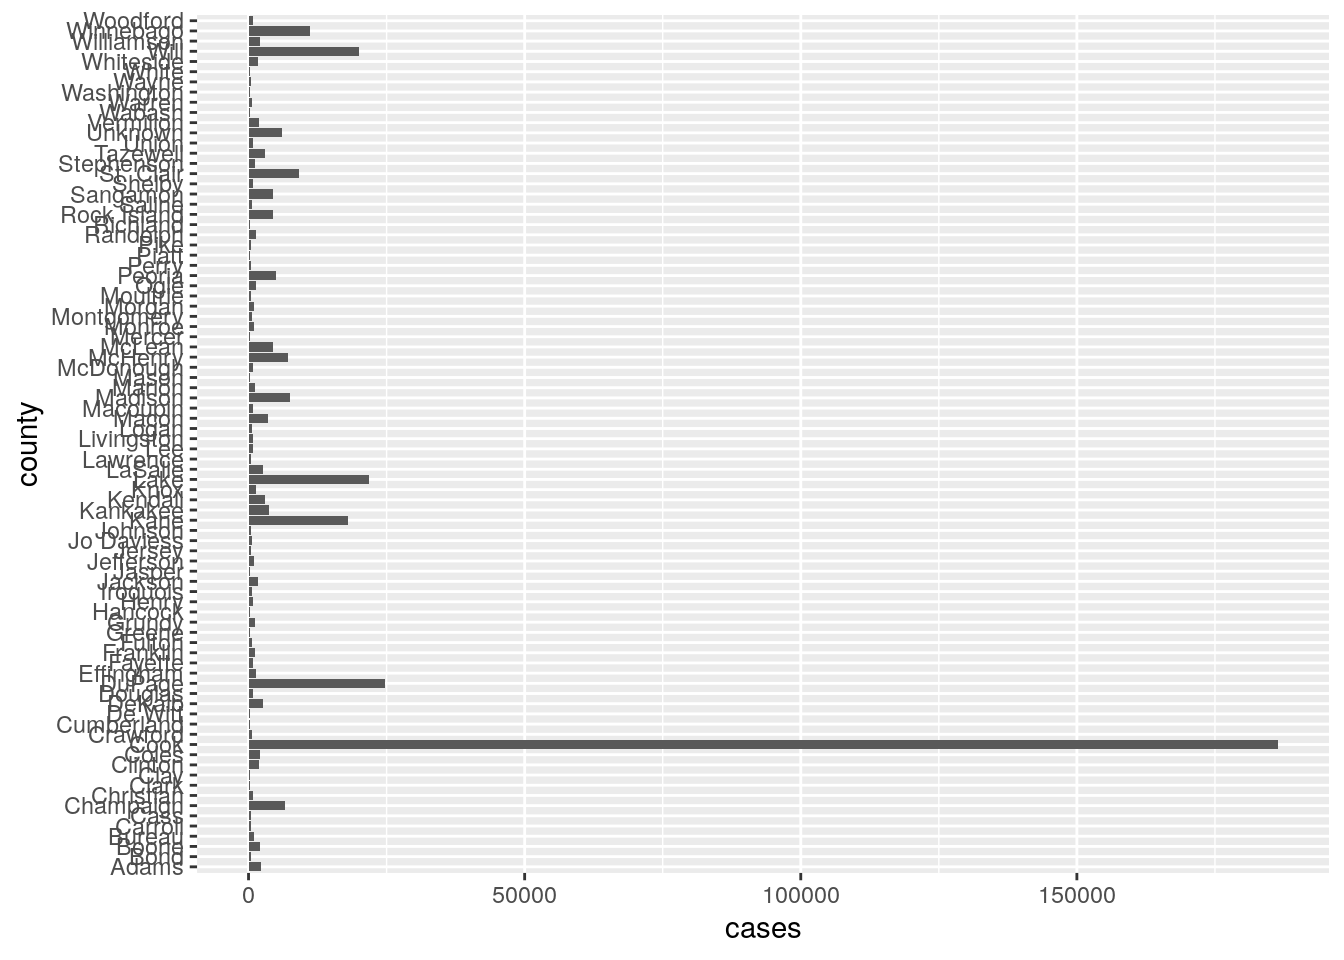 Woodford
Winnebago
Williamson
Will
Whiteside
White
Wayne
Washington
Warren
Wabash
Vermilion
Unknown
Union
Tazewell
Stephenson
St. Clair
Shelby
Sangamon
Saline
Rock Island
Richland
Randolph
Pike
Piatt
Perry
Peoria
Ogle
Moultrie
Morgan
Montgomery
Monroe
Mercer
McLean
McHenry
McDonough
Mason
Marion
Madison
Macoupin
Macon
Logan
Livingston
Lee
Lawrence
LaSalle
Lake
Knox
Kendall
Kankakee
Kane
Johnson
Jo Daviess
Jersey
Jefferson
Jasper
Jackson
Iroquois
Henry
Hancock
Grundy
Greene
Fulton
Franklin
Fayette
Effingham
DuPage
Douglas
DeKalb
De Witt
Cumberland
Crawford
Cook
Coles
Clinton
Clay
Clark
Christian
Champaign
Cass
Carroll
Bureau
Boone
Bond
Adams
county
0 50000 100000 150000
cases